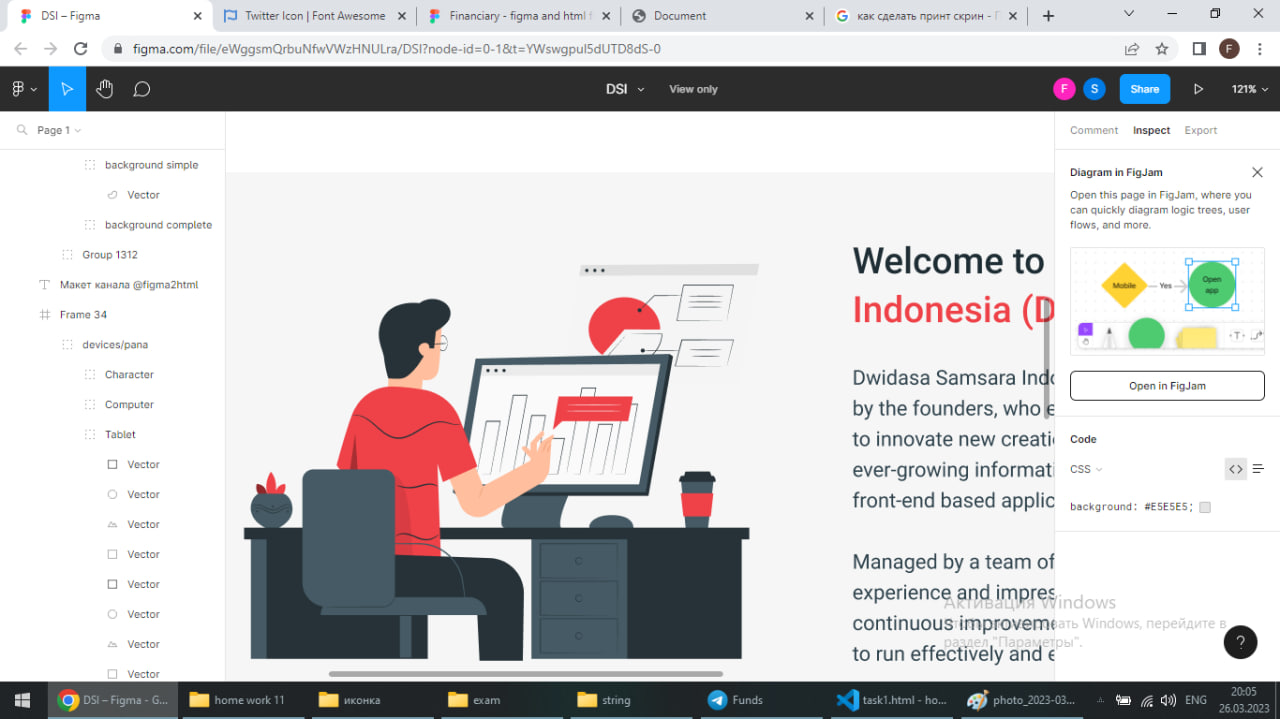 DSI – Figma
Twitter Icon | Font Awesome
Financiary - figma and html f
Document
как сделать принт скрин - П
figma.com/file/eWggsmQrbuNfwVWzHNULra/DSI?node-id=0-1&t=YWswgpul5dUTD8dS-0
F
DSI
View only
F
S
Share
121%
Page 1
Comment
Inspect
Export
background simple
Vector
background complete
Group 1312
Макет канала @figma2html
Frame 34
devices/pana
Character
Computer
Tablet
Vector
Vector
Vector
Vector
Vector
Vector
Vector
Vector
Welcome to
Indonesia (D
Dwidasa Samsara Indo
by the founders, who e
to innovate new creati
ever-growing informati
front-end based applic
Managed by a team of
experience and impres
continuous improveme
to run effectively and e
Diagram in FigJam
Open this page in FigJam, where you
can quickly diagram logic trees, user
flows, and more.
Mobile
Yes
Open
app
T
Open in FigJam
Code
CSS
background: #E5E5E5;
Активация Windows
Windows, перейдите в
раздел "Параметры".
?
DSI – Figma - G...
home work 11
иконка
exam
string
Funds
task1.html - ho...
photo_2023-03...
ENG
20:05
26.03.2023